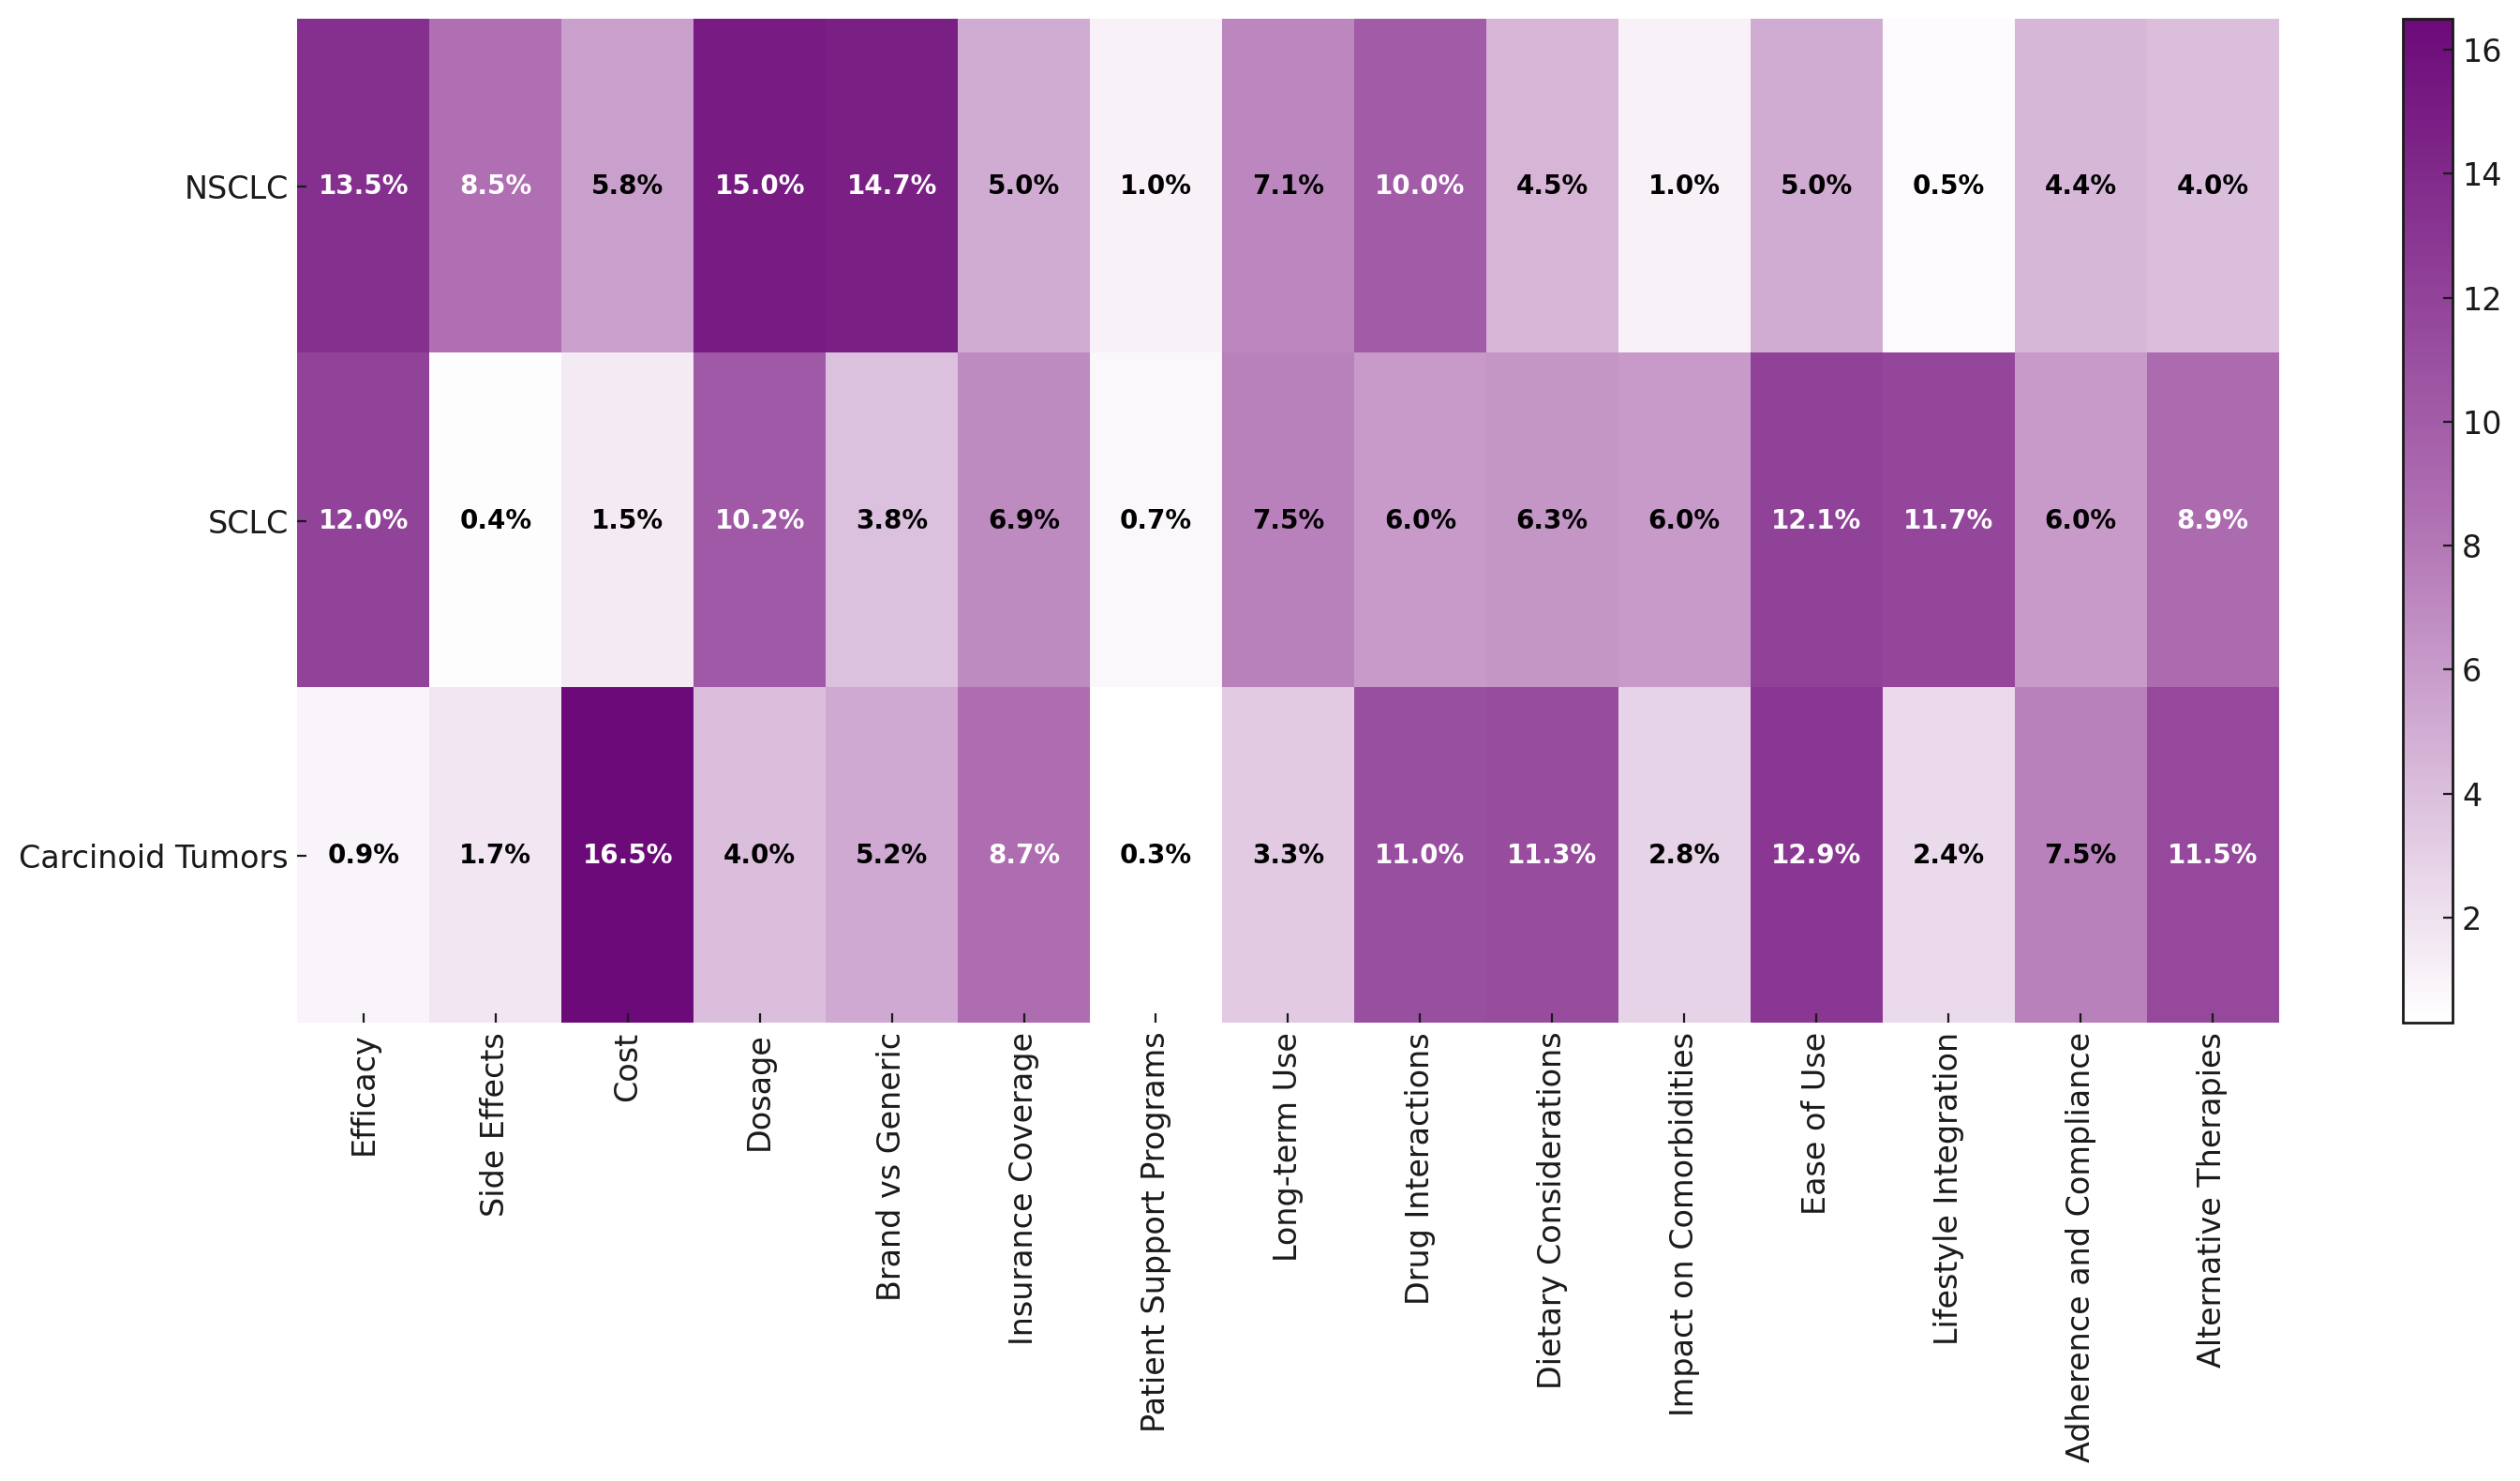 NSCLC 13.5% 8.5% 5.8% 15.0% 14.7% 5.0% 1.0% 7.1% 10.0% 4.5% 1.0% 5.0% 0.5% 4.4% 4.0%
SCLC 12.0% 0.4% 1.5% 10.2% 3.8% 6.9% 0.7% 7.5% 6.0% 6.3% 6.0% 12.1% 11.7% 6.0% 8.9%
Carcinoid Tumors 0.9% 1.7% 16.5% 4.0% 5.2% 8.7% 0.3% 3.3% 11.0% 11.3% 2.8% 12.9% 2.4% 7.5% 11.5%
Efficacy
Side Effects
Cost
Dosage
Brand vs Generic
Insurance Coverage
Patient Support Programs
Long-term Use
Drug Interactions
Dietary Considerations
Impact on Comorbidities
Ease of Use
Lifestyle Integration
Adherence and Compliance
Alternative Therapies
16
14
12
10
8
6
4
2